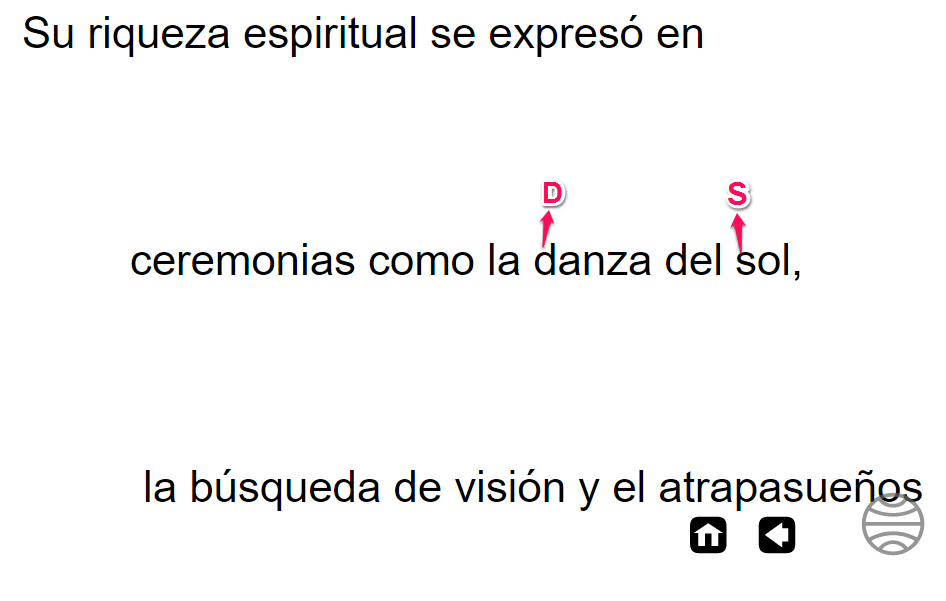 Su riqueza espiritual se expresó en
D S
ceremonias como la danza del sol,
la búsqueda de visión y el atrapasueños